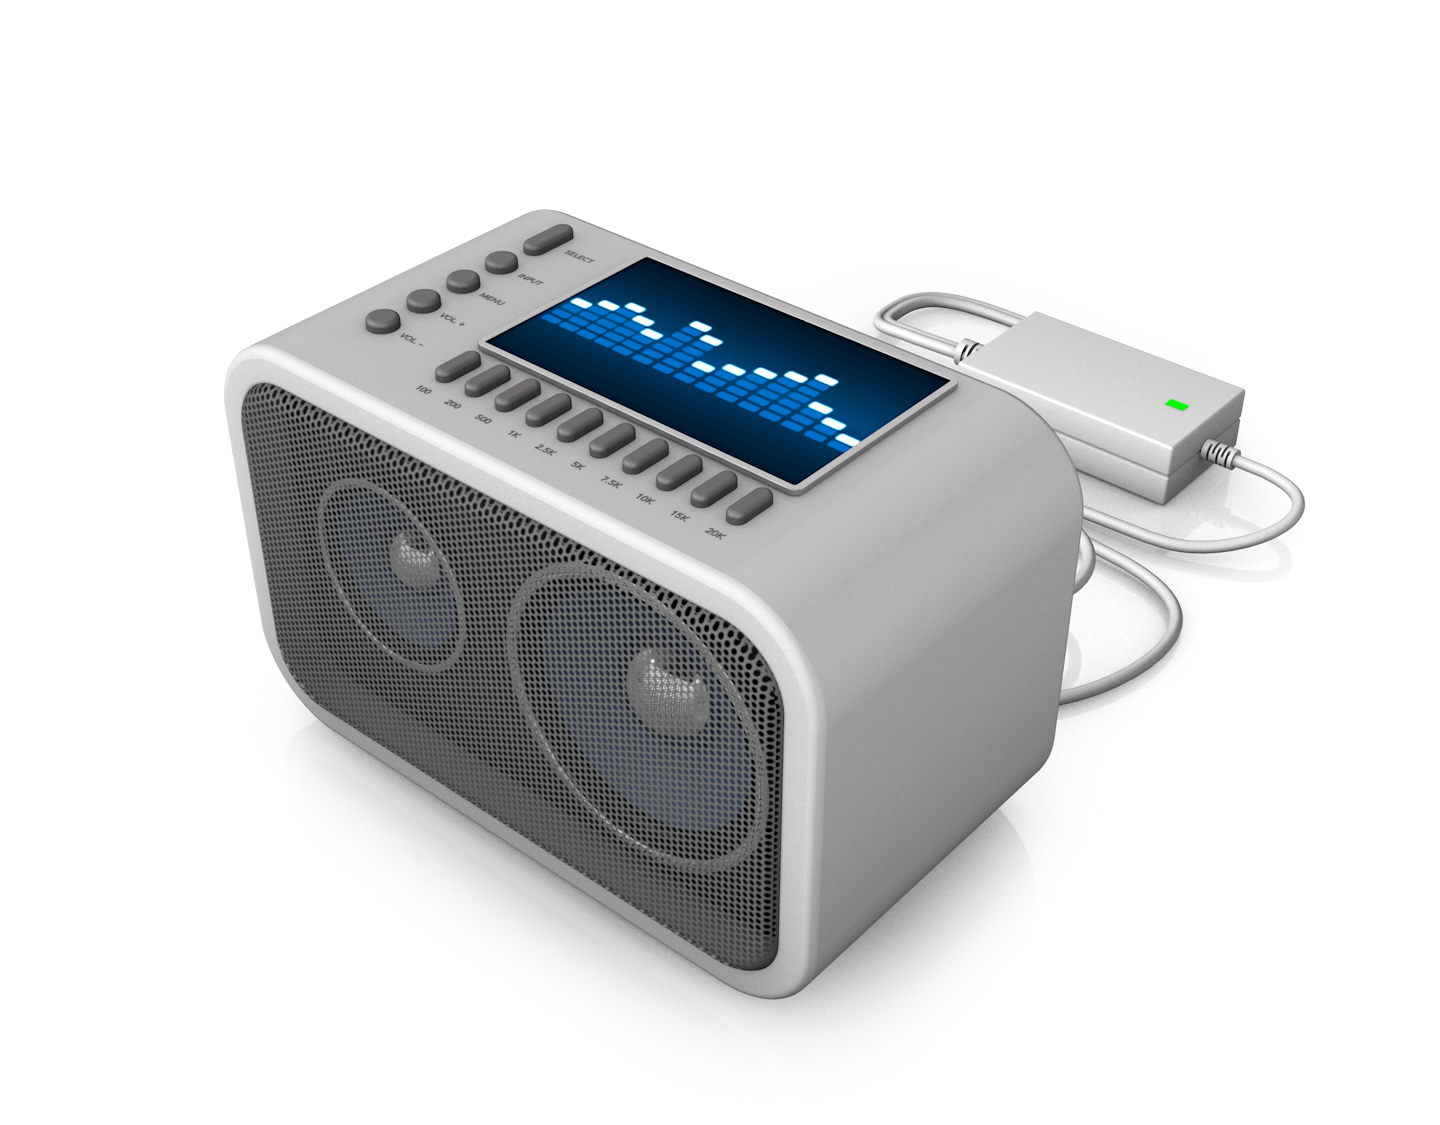 SELECT
INPUT
MENU
VOL +
VOL -
100
200
500
1K
2.5K
5K
7.5K
10K
15K
20K